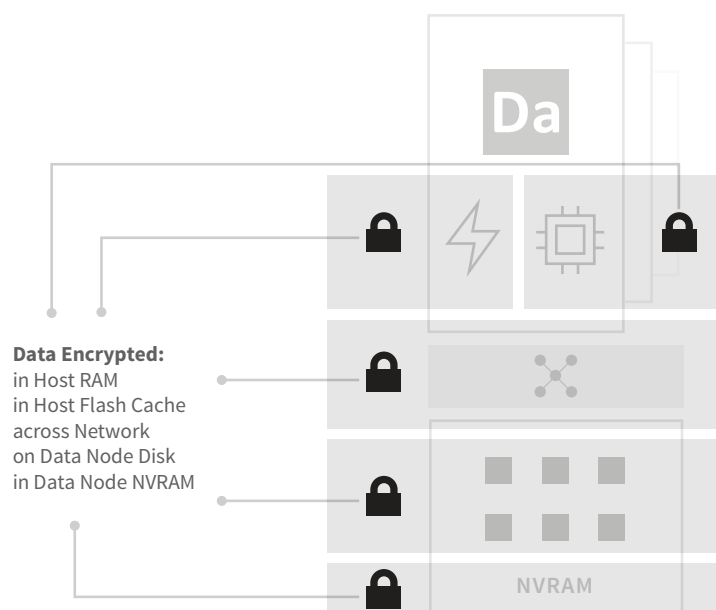 Da
Data Encrypted:
in Host RAM
in Host Flash Cache
across Network
on Data Node Disk
in Data Node NVRAM
NVRAM